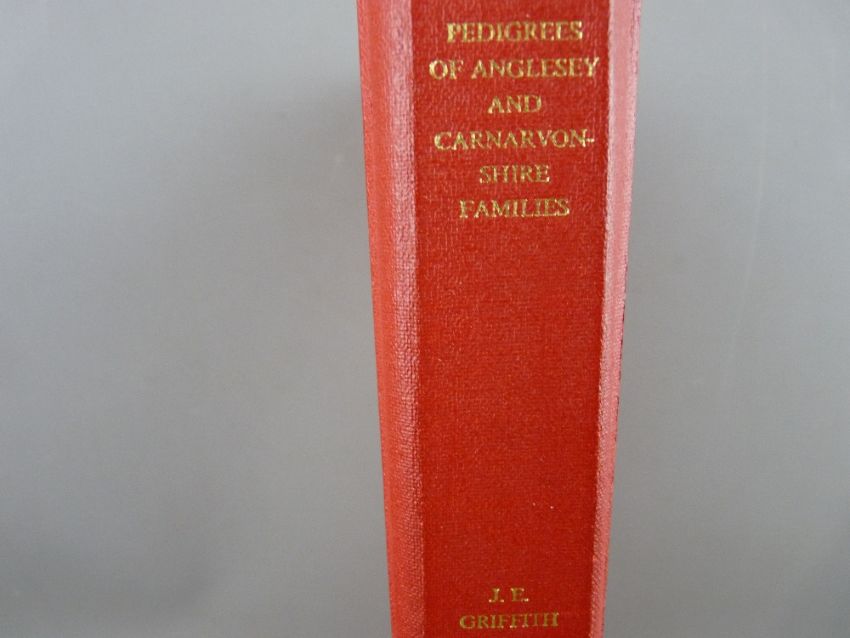 PEDIGREES
OF ANGLESEY
AND
CARNARVON-
SHIRE
FAMILIES
J. E.
GRIFFITH